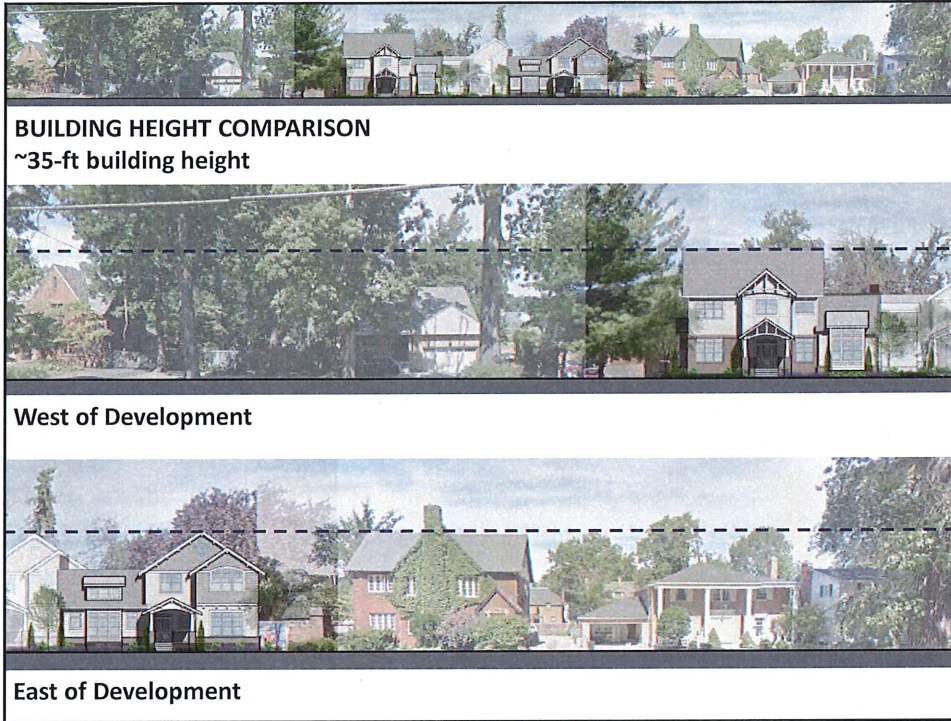 BUILDING HEIGHT COMPARISON
~35-ft building height
West of Development
East of Development